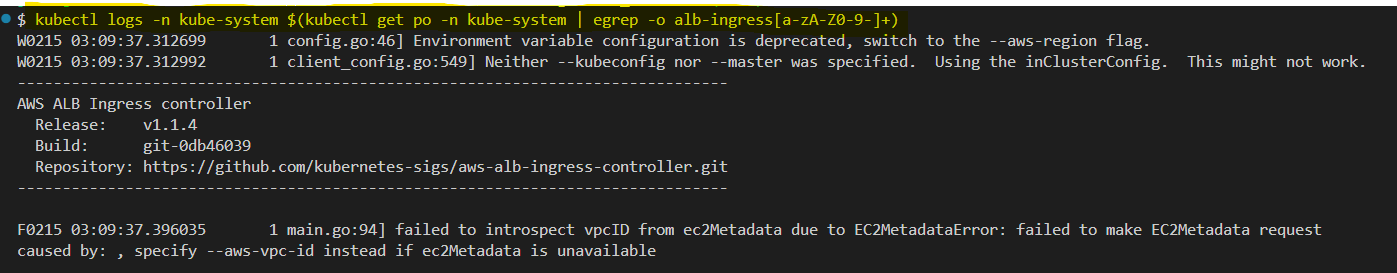 $ kubectl logs -n kube-system $(kubectl get po -n kube-system | egrep -o alb-ingress[a-zA-Z0-9-]+)
W0215 03:09:37.312699       1 config.go:46] Environment variable configuration is deprecated, switch to the --aws-region flag.
W0215 03:09:37.312992       1 client_config.go:549] Neither --kubeconfig nor --master was specified.  Using the inClusterConfig.  This might not work.
-------------------------------------------------------------------------------
AWS ALB Ingress controller
  Release:    v1.1.4
  Build:      git-0db46039
  Repository: https://github.com/kubernetes-sigs/aws-alb-ingress-controller.git
-------------------------------------------------------------------------------
F0215 03:09:37.396035       1 main.go:94] failed to introspect vpcID from ec2Metadata due to EC2MetadataError: failed to make EC2Metadata request
caused by: , specify --aws-vpc-id instead if ec2Metadata is unavailable